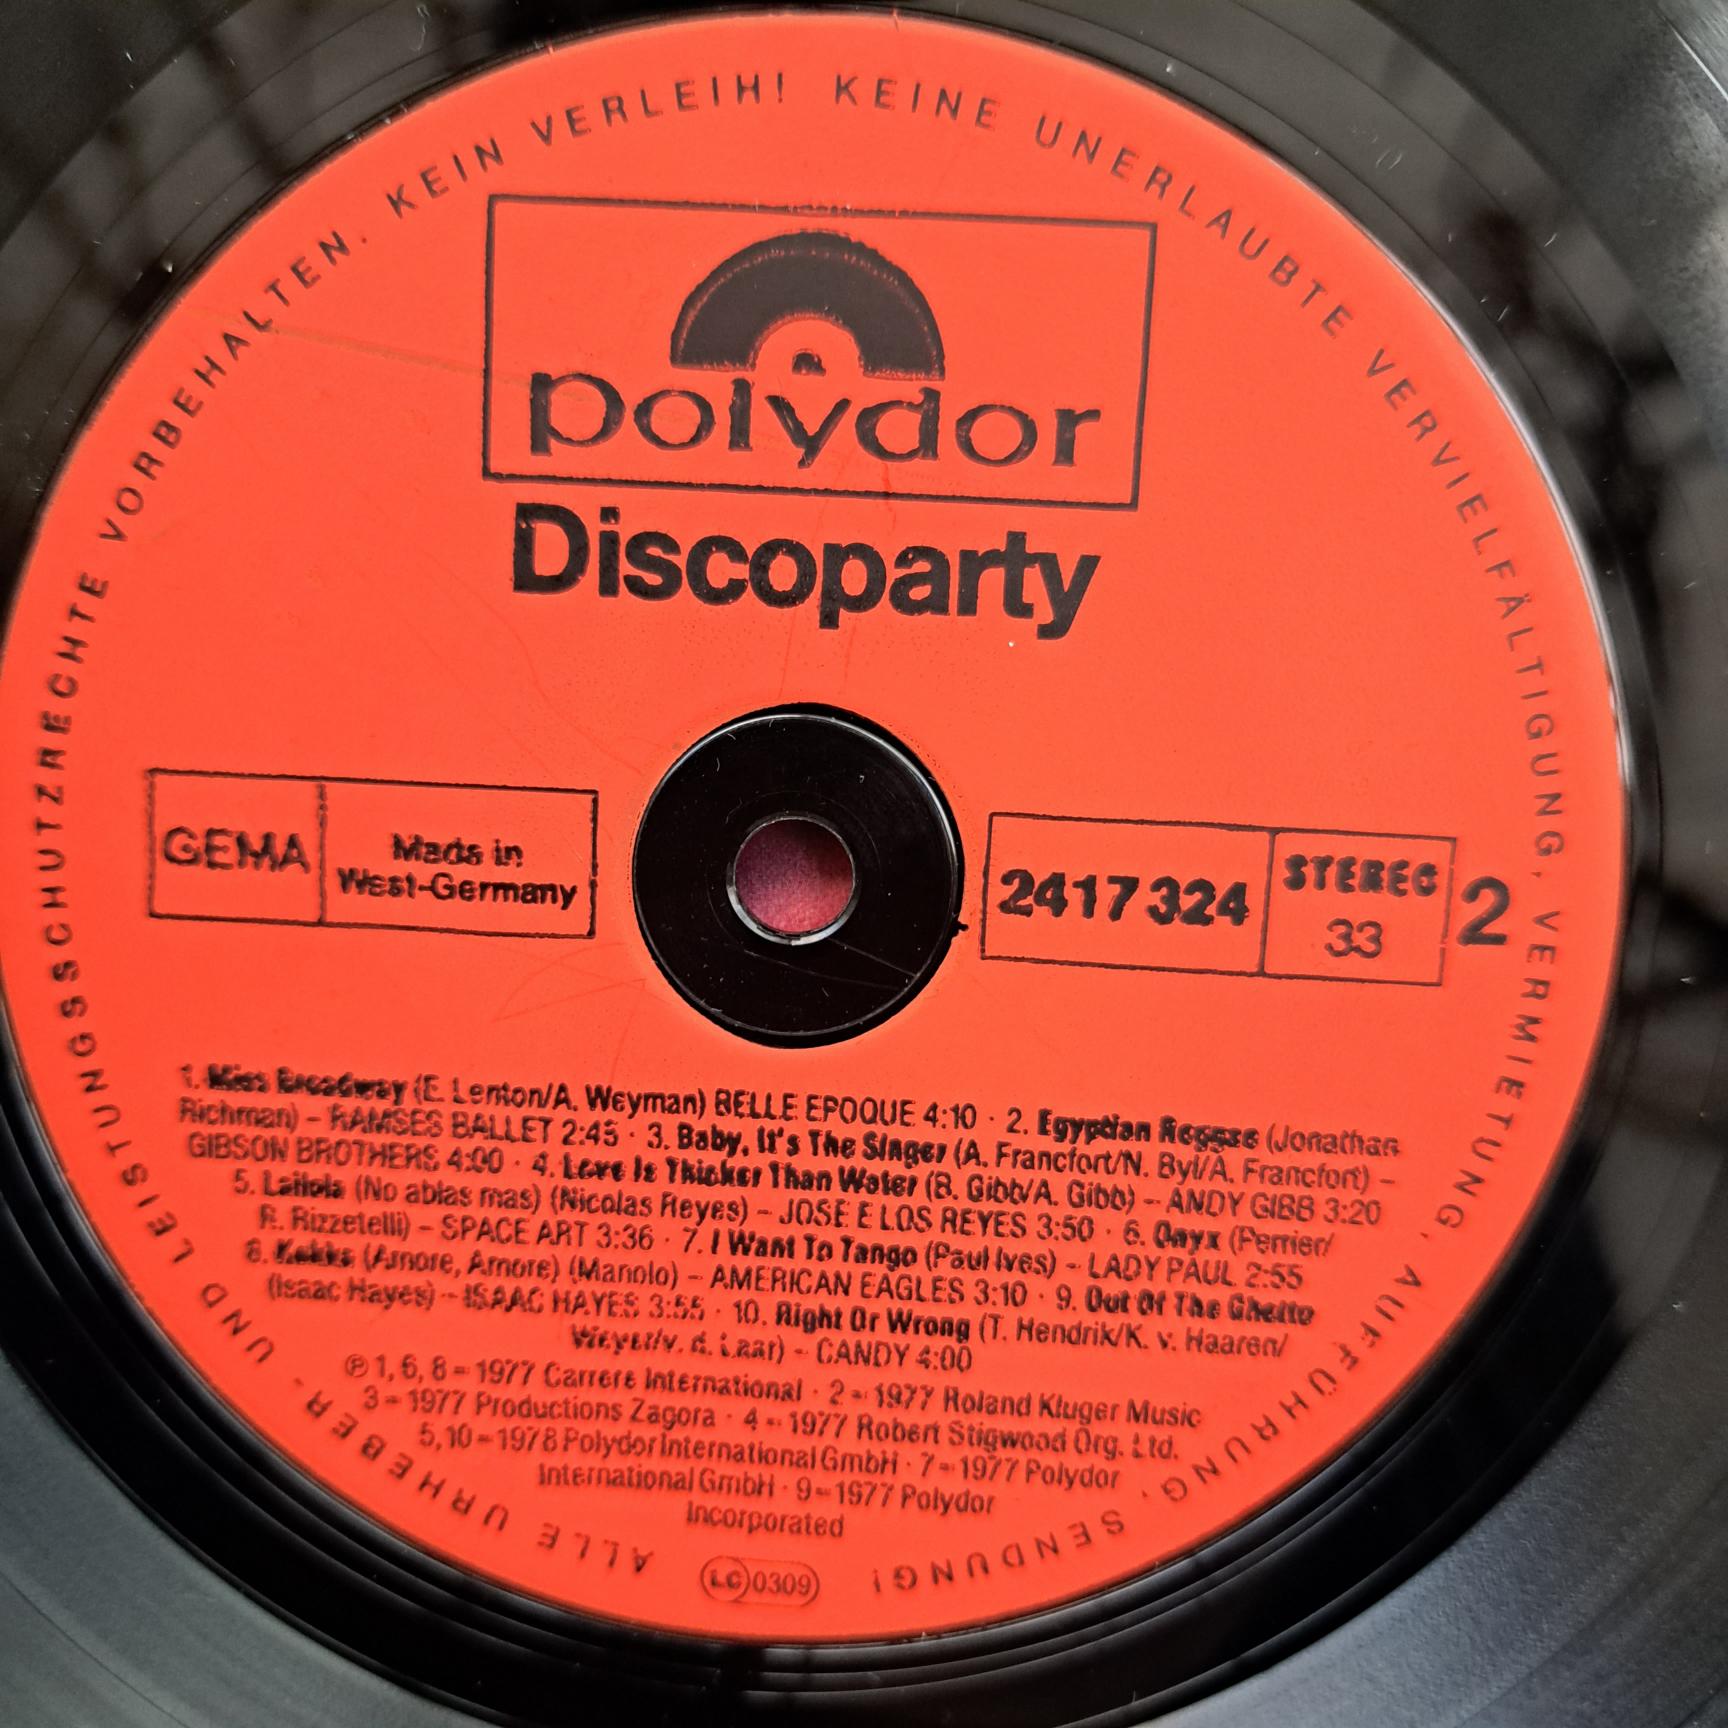 ALLE URHEBER- UND LEISTUNGSSCHUTZRECHTE VORBEHALTEN. KEIN VERLEIH! KEINE UNERLAUBTE VERVIELFÄLTIGUNG, VERMIETUNG, AUFFÜHRUNG, SENDUNG!
polydor
Discoparty
GEMA
Made in
West-Germany
2417 324
STEREO
33
2
1. Miss Broadway (E. Lenton/A. Weyman) BELLE EPOQUE 4:10 · 2. Egyptian Reggae (Jonathan
Richman) – RAMSES BALLET 2:45 · 3. Baby, It's The Singer (A. Francfort/N. Byl/A. Francfort) –
GIBSON BROTHERS 4:00 · 4. Love Is Thicker Than Water (B. Gibb/A. Gibb) – ANDY GIBB 3:20
5. Lailola (No ablas mas) (Nicolas Reyes) – JOSE E LOS REYES 3:50 · 6. Onyx (Perrier/
R. Rizzetelli) – SPACE ART 3:36 · 7. I Want To Tango (Paul Ives) – LADY PAUL 2:55
8. (Amore, Amore) (Manolo) – AMERICAN EAGLES 3:10 · 9. Out Of The Ghetto
(Isaac Hayes) – ISAAC HAYES 3:55 · 10. Right Or Wrong (T. Hendrik/K. v. Haaren/
d. Laar) – CANDY 4:00
℗ 1, 6, 8 – 1977 Carrere International · 2 – 1977 Roland Kluger Music
3 – 1977 Productions Zagora · 4 – 1977 Robert Stigwood Org. Ltd.
5, 10 – 1978 Polydor International GmbH · 7 – 1977 Polydor
International GmbH · 9 – 1977 Polydor
Incorporated
LC 0309